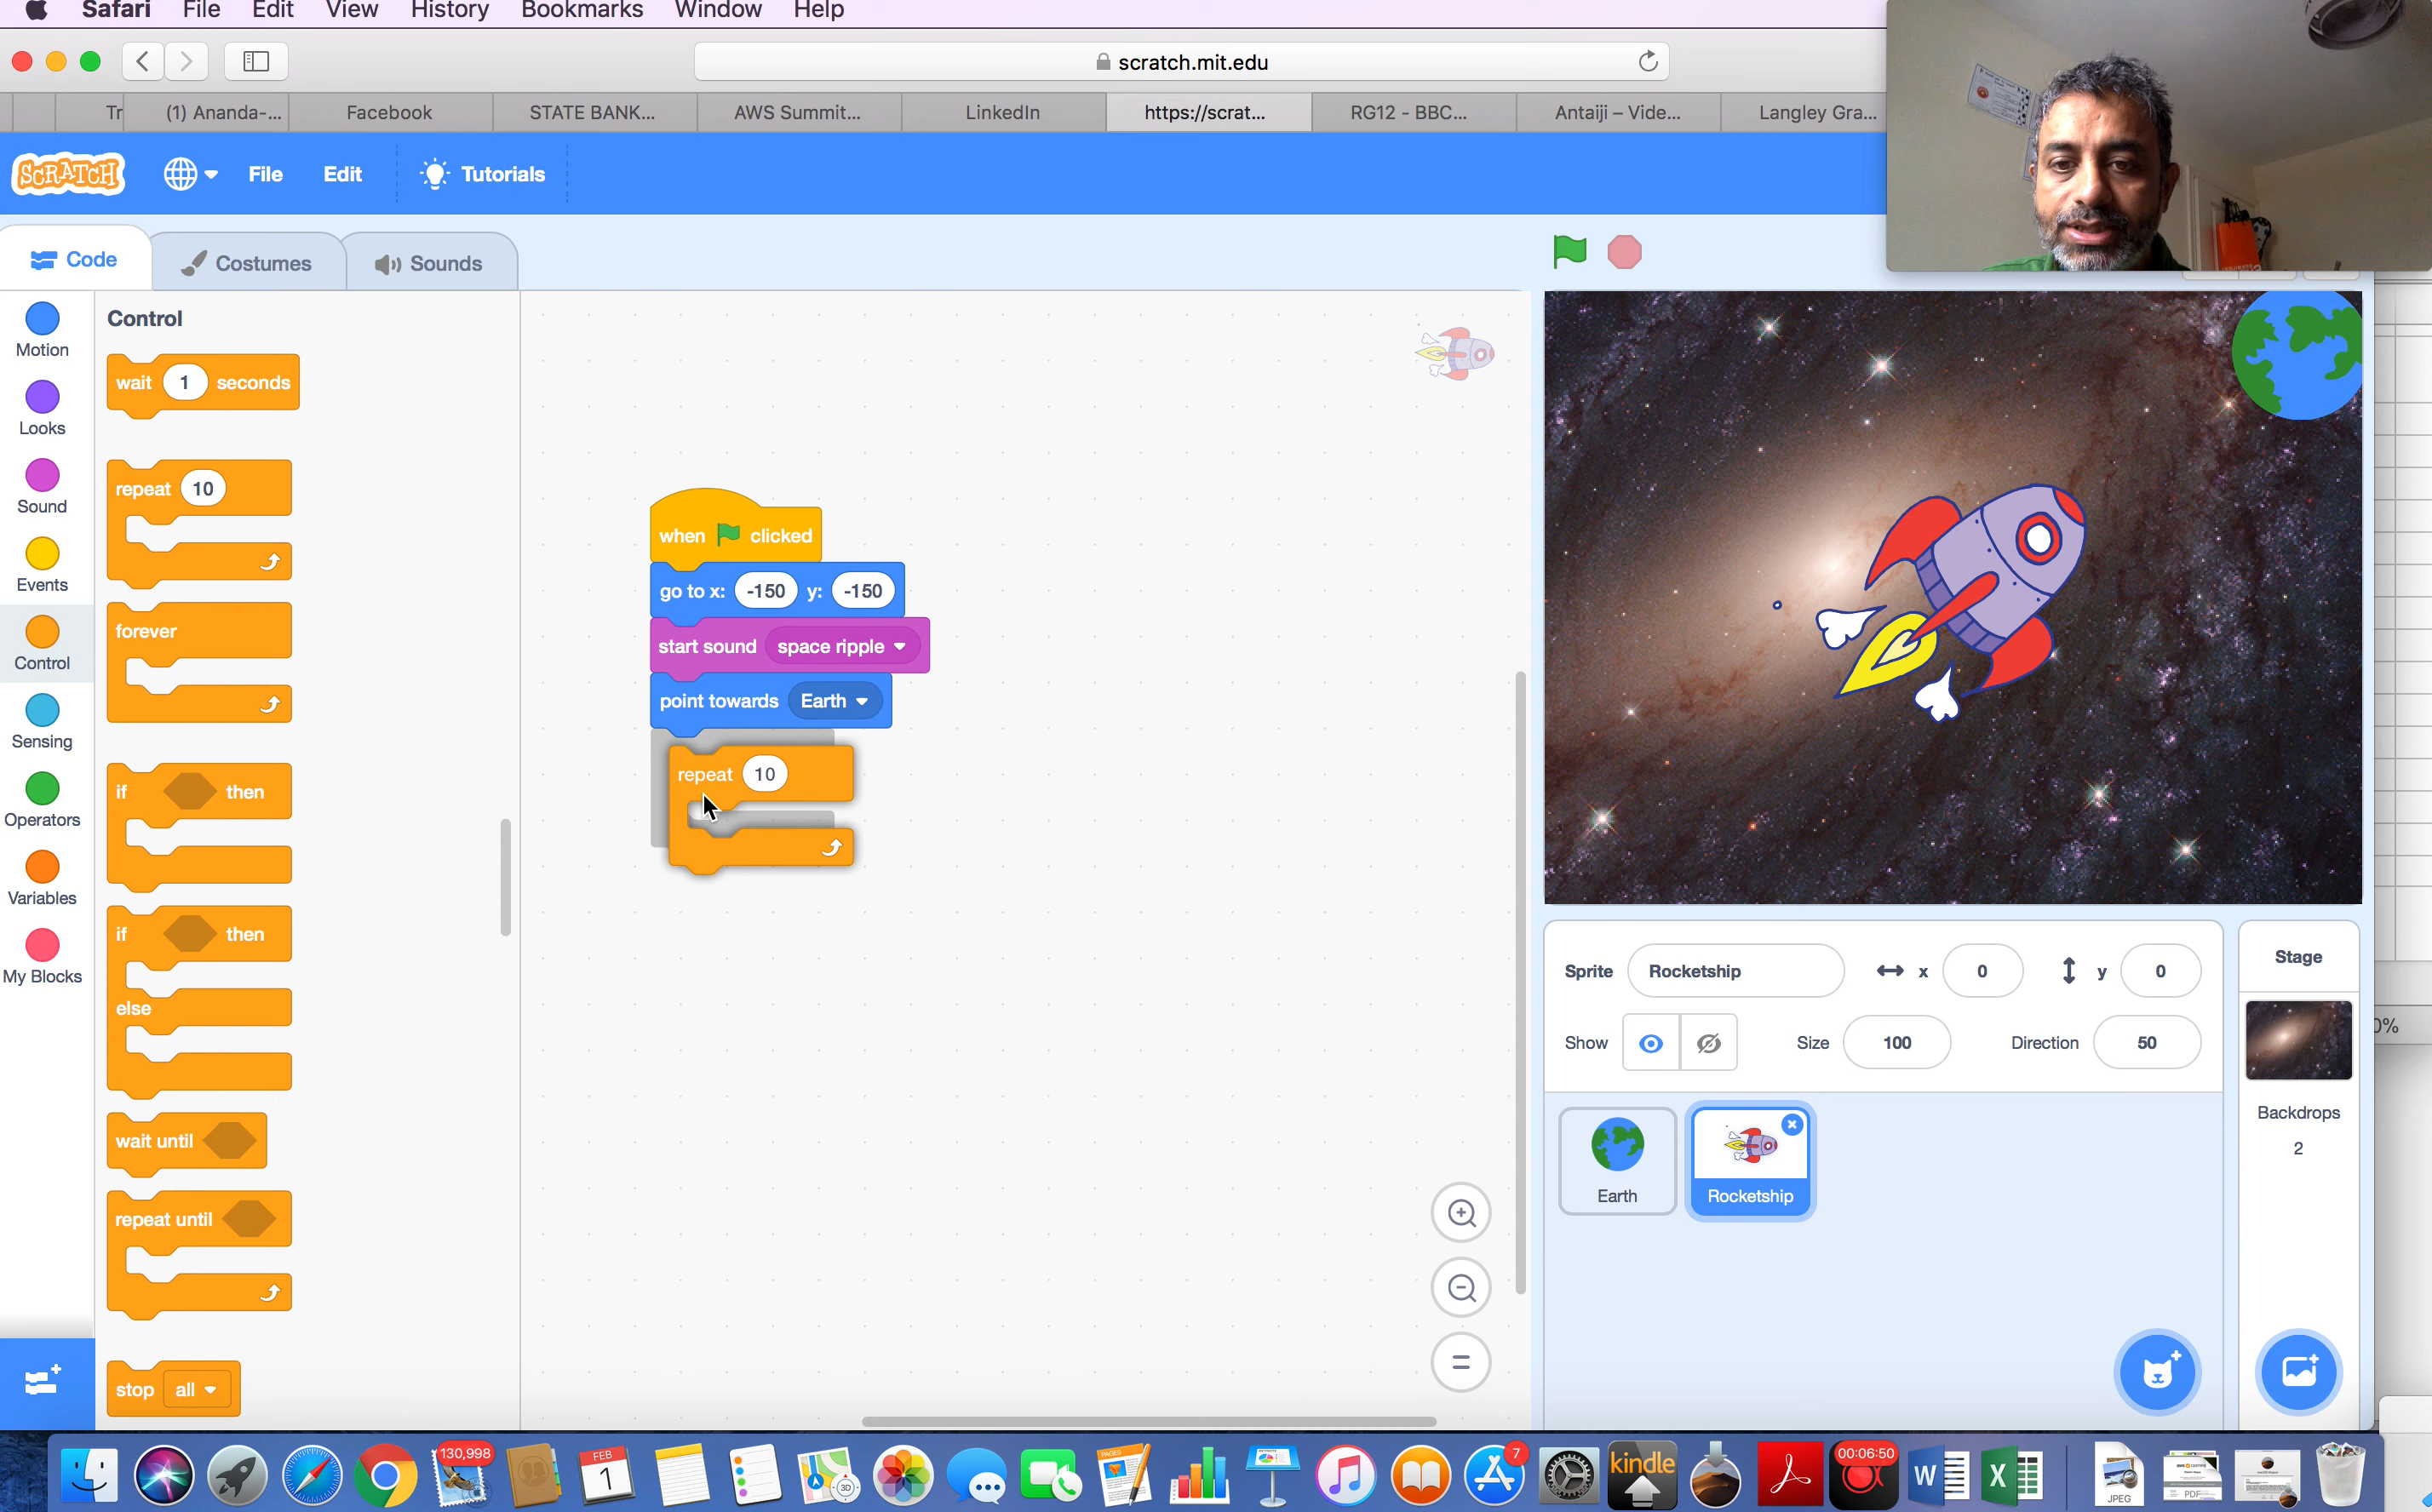 Safari File Edit View History Bookmarks Window Help
scratch.mit.edu
Tr (1) Ananda-... Facebook STATE BANK... AWS Summit... LinkedIn https://scrat... RG12 - BBC... Antaiji – Vide... Langley Gra...
SCRATCH File Edit Tutorials
Code Costumes Sounds
Motion
Looks
Sound
Events
Control
Sensing
Operators
Variables
My Blocks
Control
wait 1 seconds
repeat 10
forever
if then
if then
else
wait until
repeat until
stop all
when clicked
go to x: -150 y: -150
start sound space ripple
point towards Earth
repeat 10
Sprite Rocketship x 0 y 0
Show Size 100 Direction 50
Earth
Rocketship
Stage
Backdrops
2
0%
130,998
FEB
1
3D
PAGES
7
kindle
00:06:50
W
X
JPEG
PDF